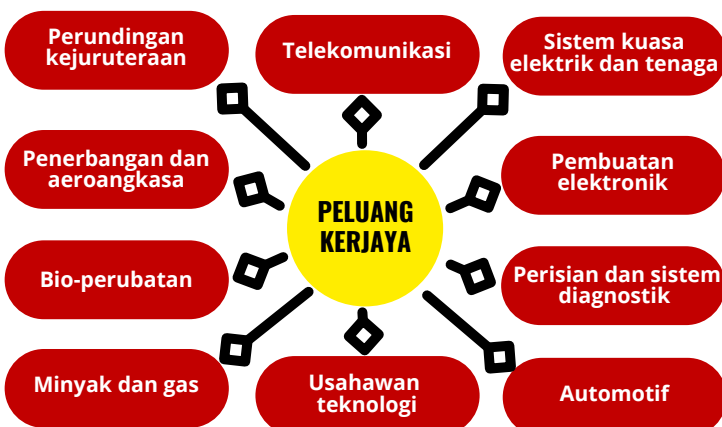 Perundingan
kejuruteraan
Telekomunikasi
Sistem kuasa
elektrik dan tenaga
Penerbangan dan
aeroangkasa
PELUANG
KERJAYA
Pembuatan
elektronik
Bio-perubatan
Perisian dan sistem
diagnostik
Minyak dan gas
Usahawan
teknologi
Automotif